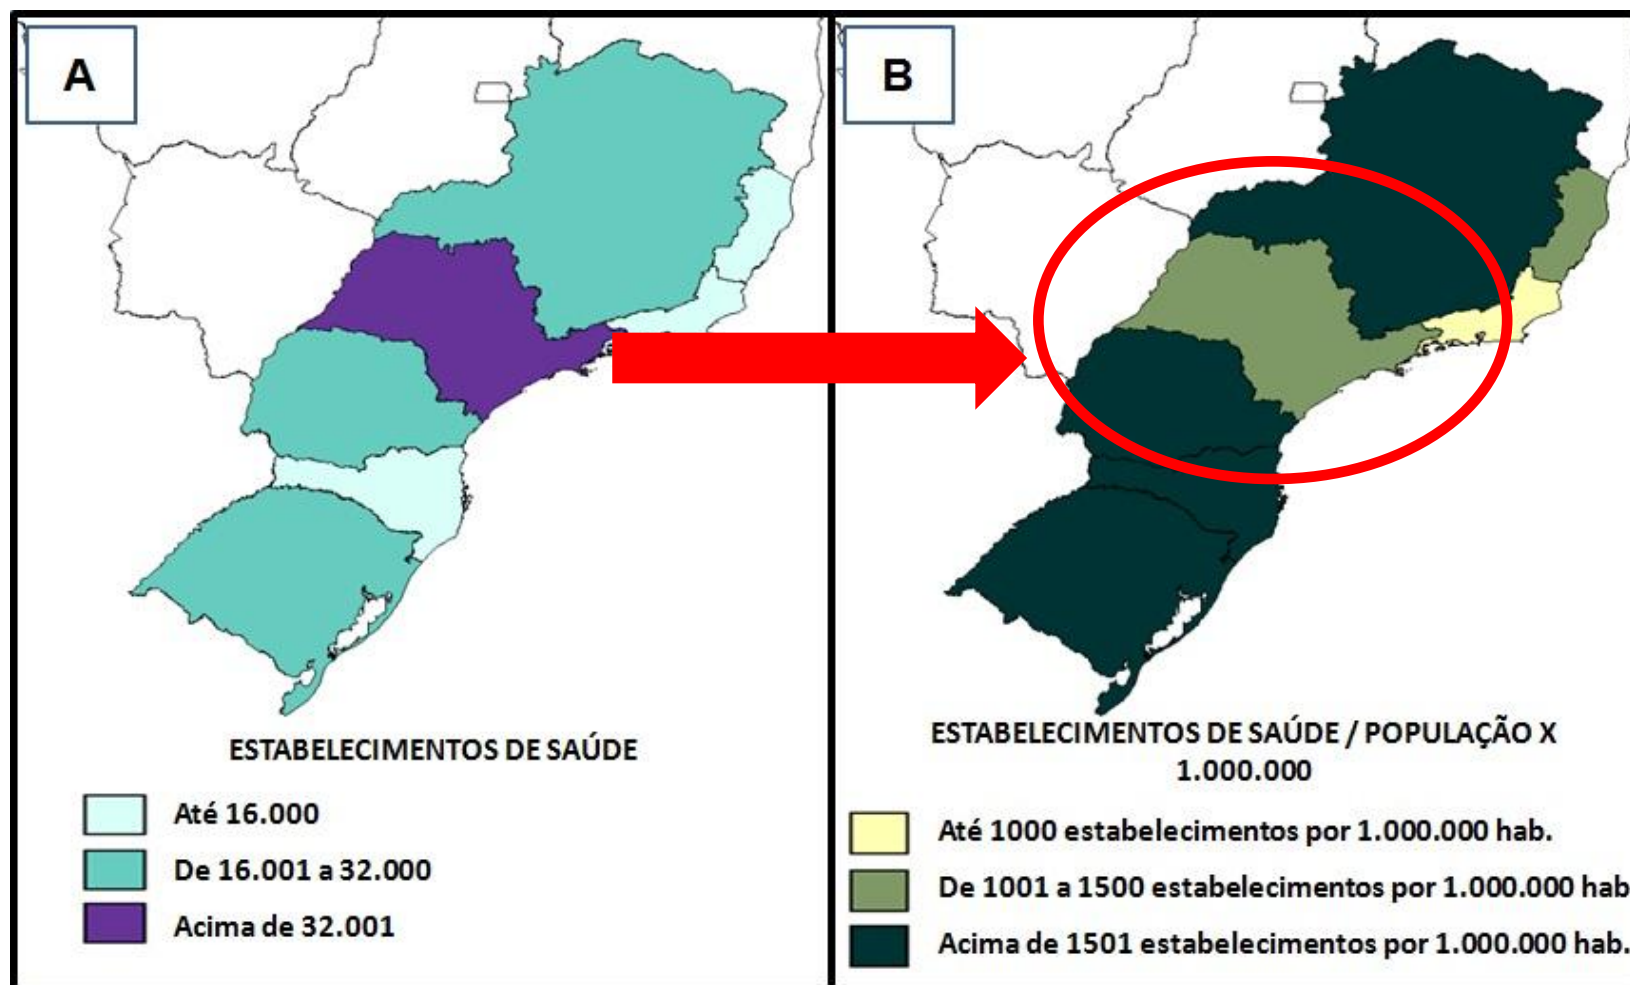 A
ESTABELECIMENTOS DE SAÚDE
Até 16.000
De 16.001 a 32.000
Acima de 32.001
B
ESTABELECIMENTOS DE SAÚDE / POPULAÇÃO X
1.000.000
Até 1000 estabelecimentos por 1.000.000 hab.
De 1001 a 1500 estabelecimentos por 1.000.000 hab
Acima de 1501 estabelecimentos por 1.000.000 hab.